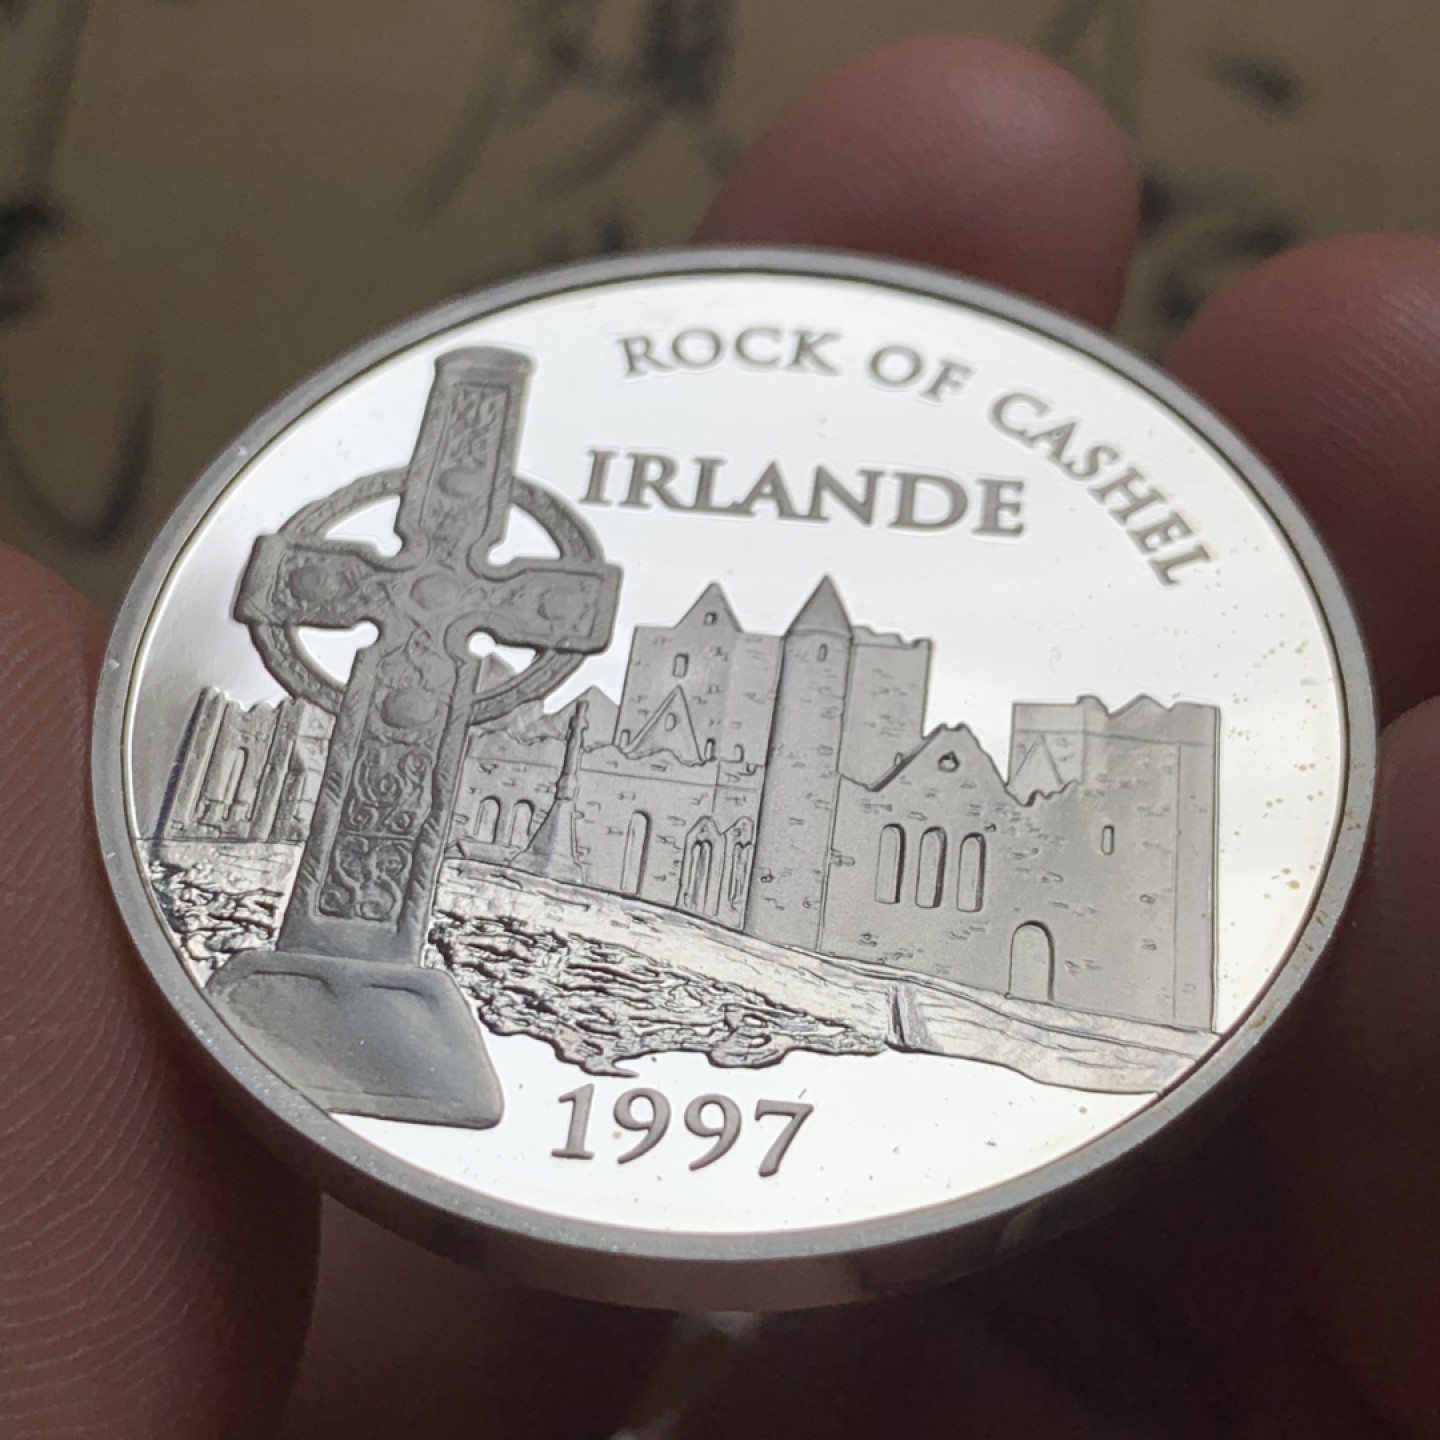 ROCK OF CASHEL
IRLANDE
1997